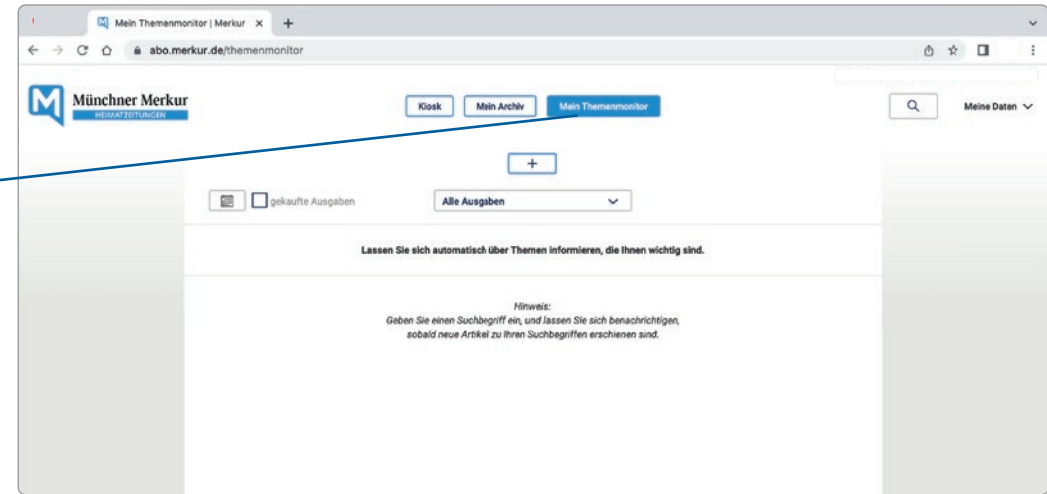 Mein Themenmonitor | Merkur
abo.merkur.de/themenmonitor
Münchner Merkur
HEIMATZEITUNGEN
Kiosk
Mein Archiv
Mein Themenmonitor
Meine Daten
+
gekaufte Ausgaben
Alle Ausgaben
Lassen Sie sich automatisch über Themen informieren, die Ihnen wichtig sind.
Hinweis:
Geben Sie einen Suchbegriff ein, und lassen Sie sich benachrichtigen,
sobald neue Artikel zu Ihren Suchbegriffen erschienen sind.